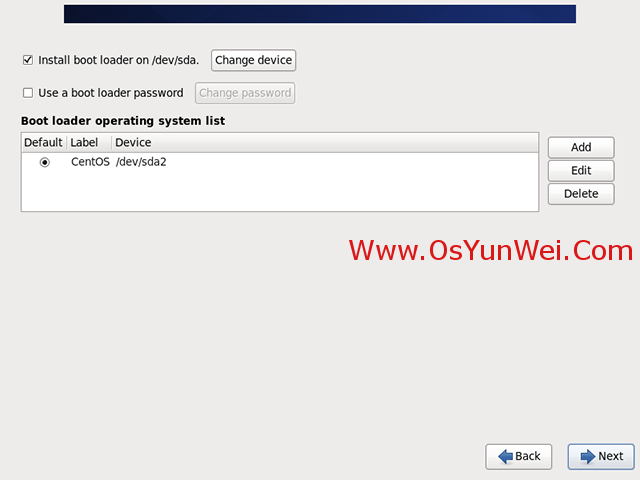 Install boot loader on /dev/sda. Change device
Use a boot loader password Change password
Boot loader operating system list
Default Label Device
CentOS /dev/sda2
Add
Edit
Delete
Www.OsYunWei.Com
Back Next